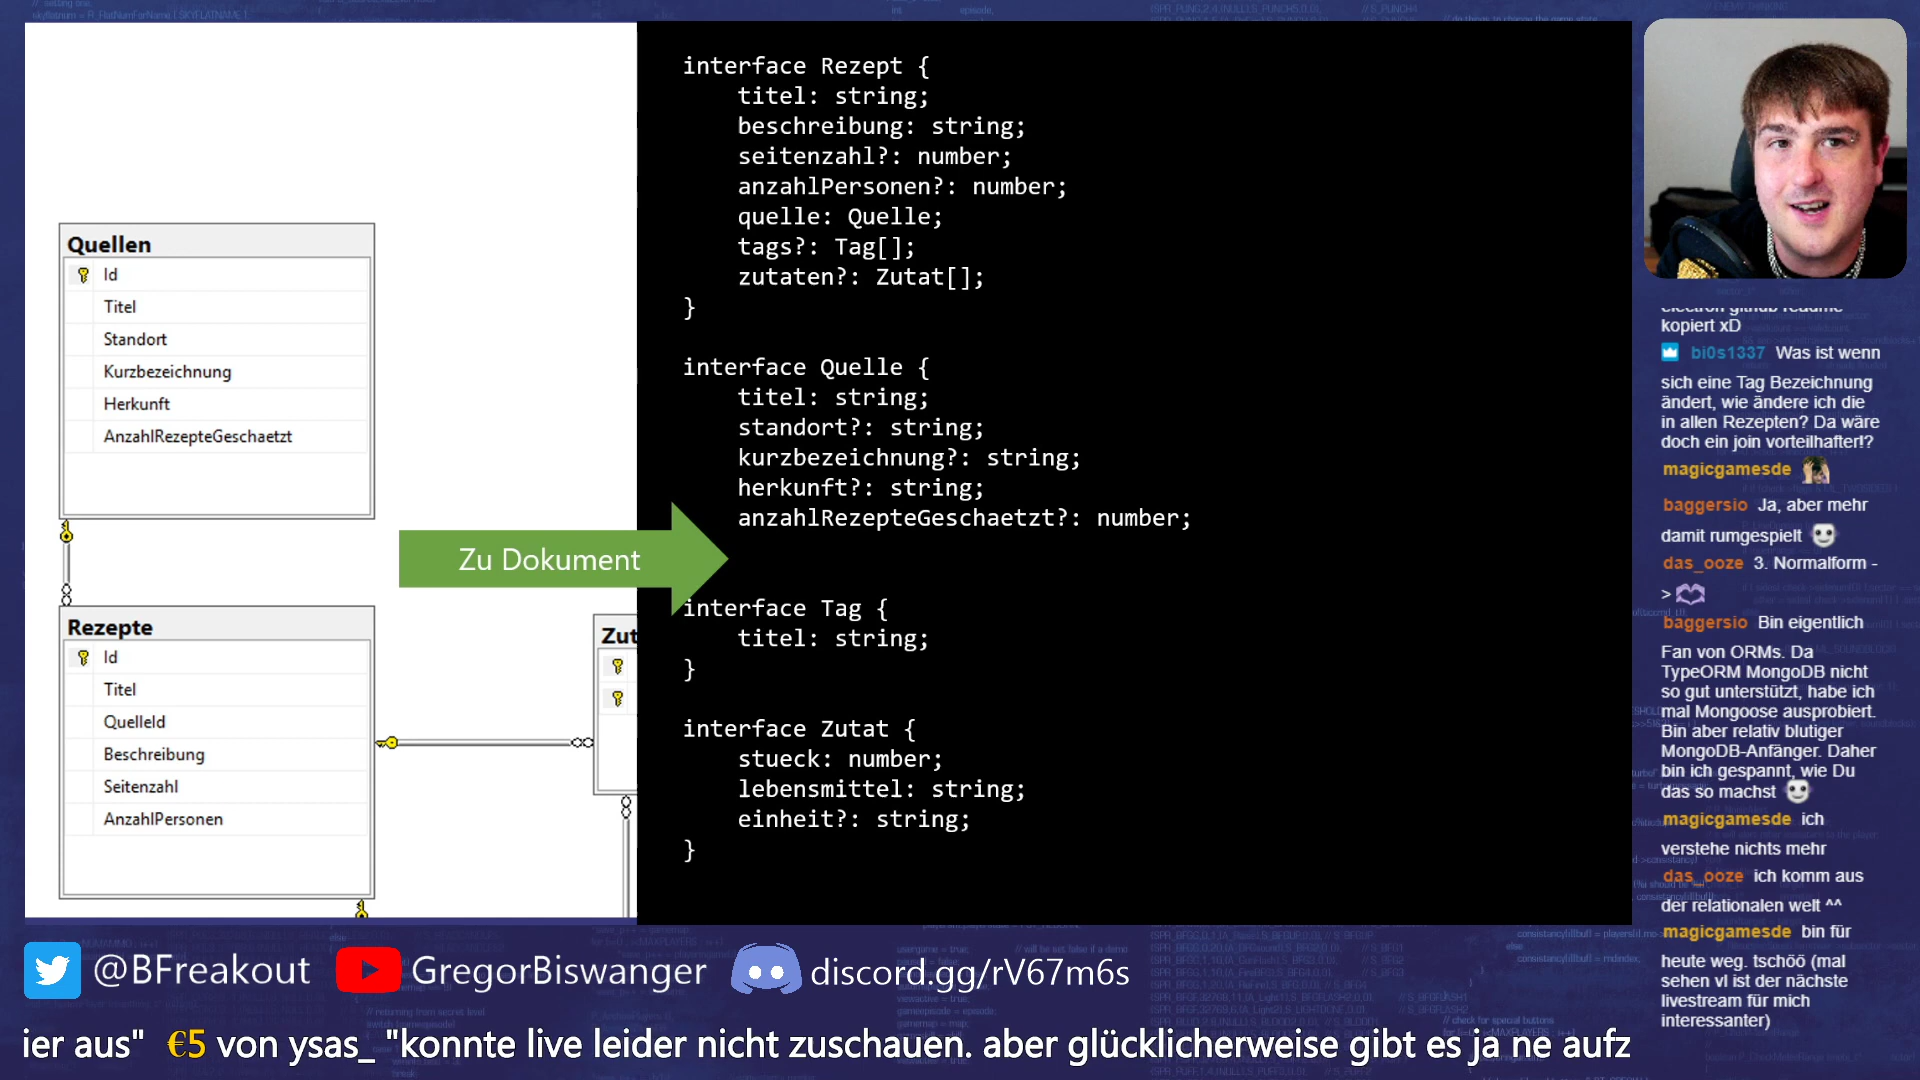 Quellen
Id
Titel
Standort
Kurzbezeichnung
Herkunft
AnzahlRezepteGeschaetzt
Rezepte
Id
Titel
QuelleId
Beschreibung
Seitenzahl
AnzahlPersonen
Zut
Zu Dokument
interface Rezept {
titel: string;
beschreibung: string;
seitenzahl?: number;
anzahlPersonen?: number;
quelle: Quelle;
tags?: Tag[];
zutaten?: Zutat[];
}
interface Quelle {
titel: string;
standort?: string;
kurzbezeichnung?: string;
herkunft?: string;
anzahlRezepteGeschaetzt?: number;
interface Tag {
titel: string;
}
interface Zutat {
stueck: number;
lebensmittel: string;
einheit?: string;
}
electron github readme
kopiert xD
bi0s1337 Was ist wenn
sich eine Tag Bezeichnung
ändert, wie ändere ich die
in allen Rezepten? Da wäre
doch ein join vorteilhafter!?
magicgamesde
baggersio Ja, aber mehr
damit rumgespielt
das_ooze 3. Normalform -
>
baggersio Bin eigentlich
Fan von ORMs. Da
TypeORM MongoDB nicht
so gut unterstützt, habe ich
mal Mongoose ausprobiert.
Bin aber relativ blutiger
MongoDB-Anfänger. Daher
bin ich gespannt, wie Du
das so machst
magicgamesde ich
verstehe nichts mehr
das_ooze ich komm aus
der relationalen welt ^^
magicgamesde bin für
heute weg. tschöö (mal
sehen vl ist der nächste
livestream für mich
interessanter)
@BFreakout GregorBiswanger discord.gg/rV67m6s
ier aus" €5 von ysas_ "konnte live leider nicht zuschauen. aber glücklicherweise gibt es ja ne aufz